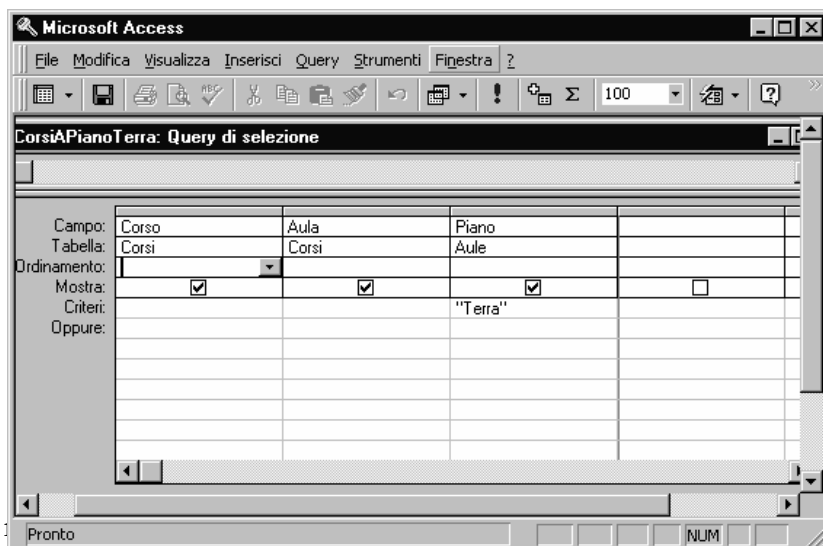 Microsoft Access
File Modifica Visualizza Inserisci Query Strumenti Finestra ?
100
CorsiAPianoTerra: Query di selezione
Campo: Corso Aula Piano
Tabella: Corsi Corsi Aule
Ordinamento:
Mostra:
Criteri: "Terra"
Oppure:
Pronto NUM